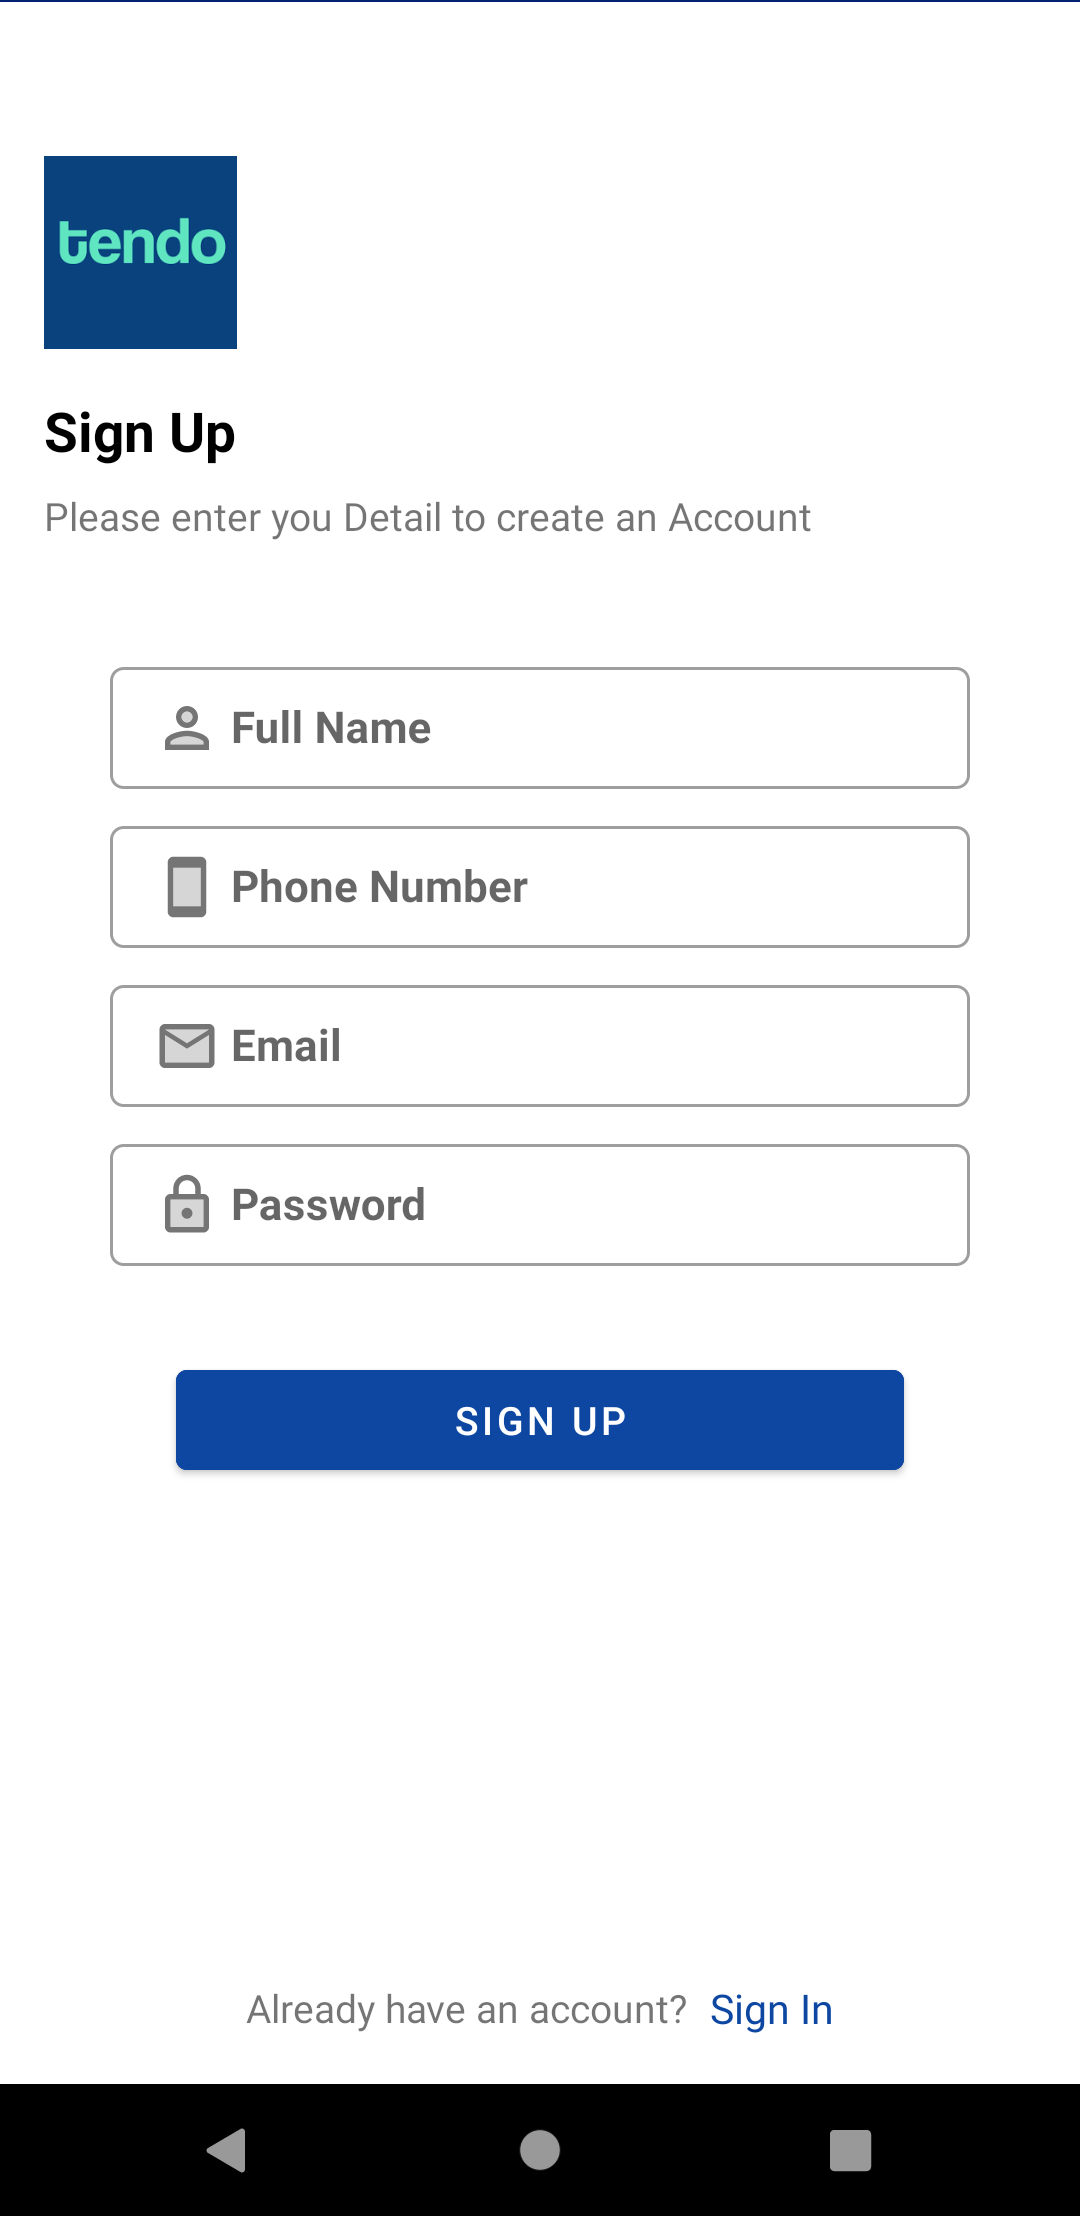 tendo
Sign Up
Please enter you Detail to create an Account
Full Name
Phone Number
Email
Password
SIGN UP
Already have an account? Sign In